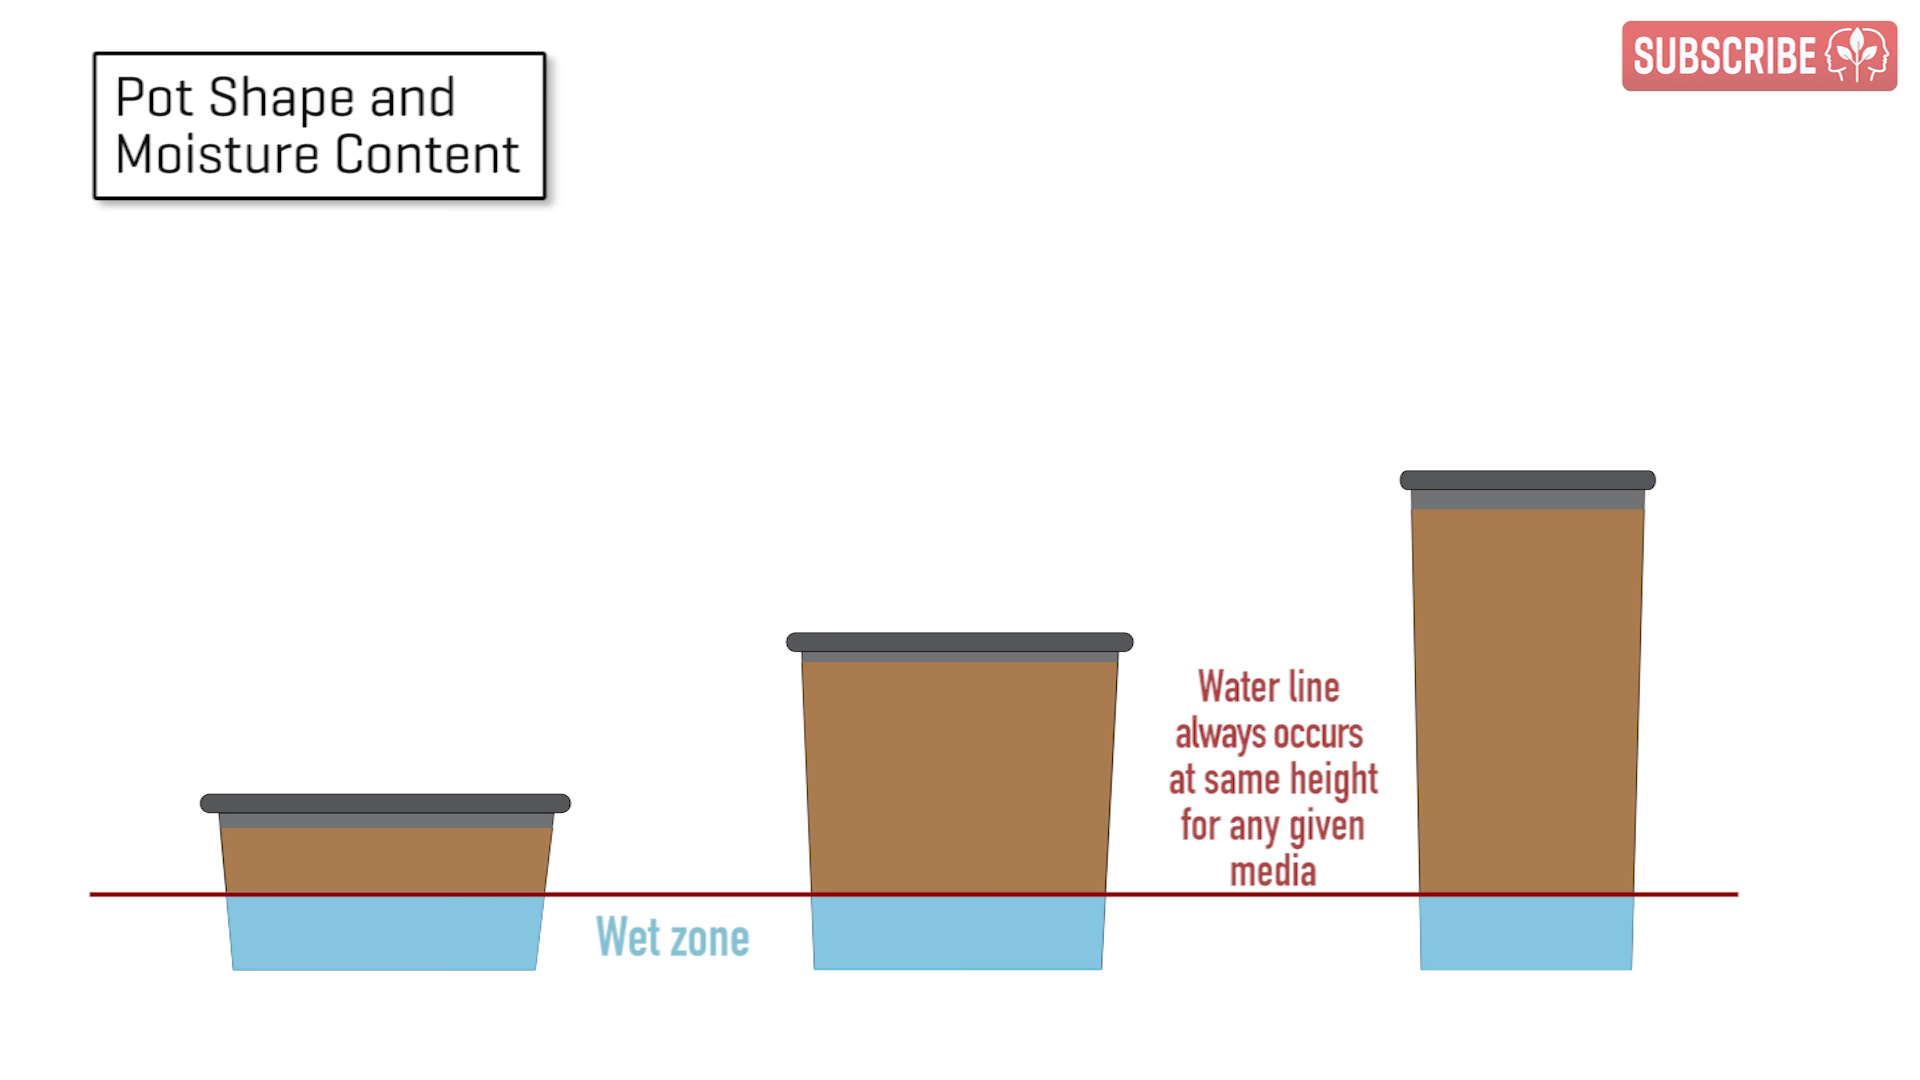 Pot Shape and
Moisture Content
SUBSCRIBE
Water line
always occurs
at same height
for any given
media
Wet zone